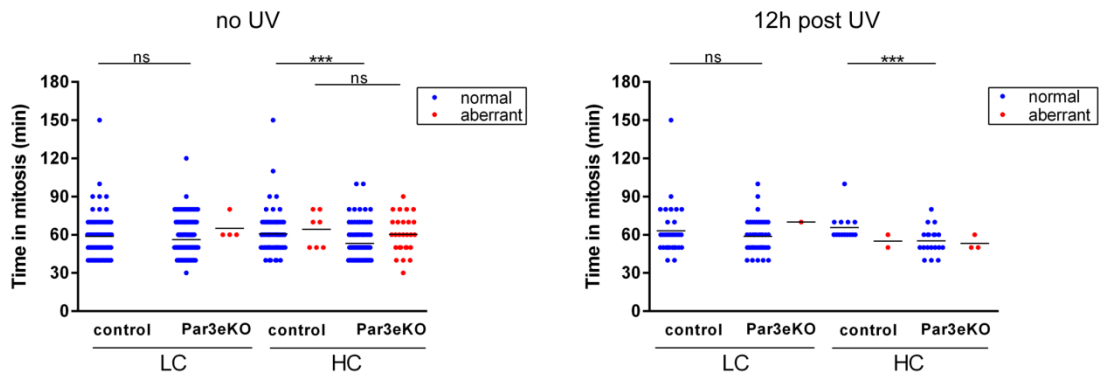 no UV
ns
***
ns
Time in mitosis (min)
180
150
120
90
60
30
0
normal
aberrant
control Par3eKO control Par3eKO
LC HC
12h post UV
ns
***
Time in mitosis (min)
180
150
120
90
60
30
0
normal
aberrant
control Par3eKO control Par3eKO
LC HC